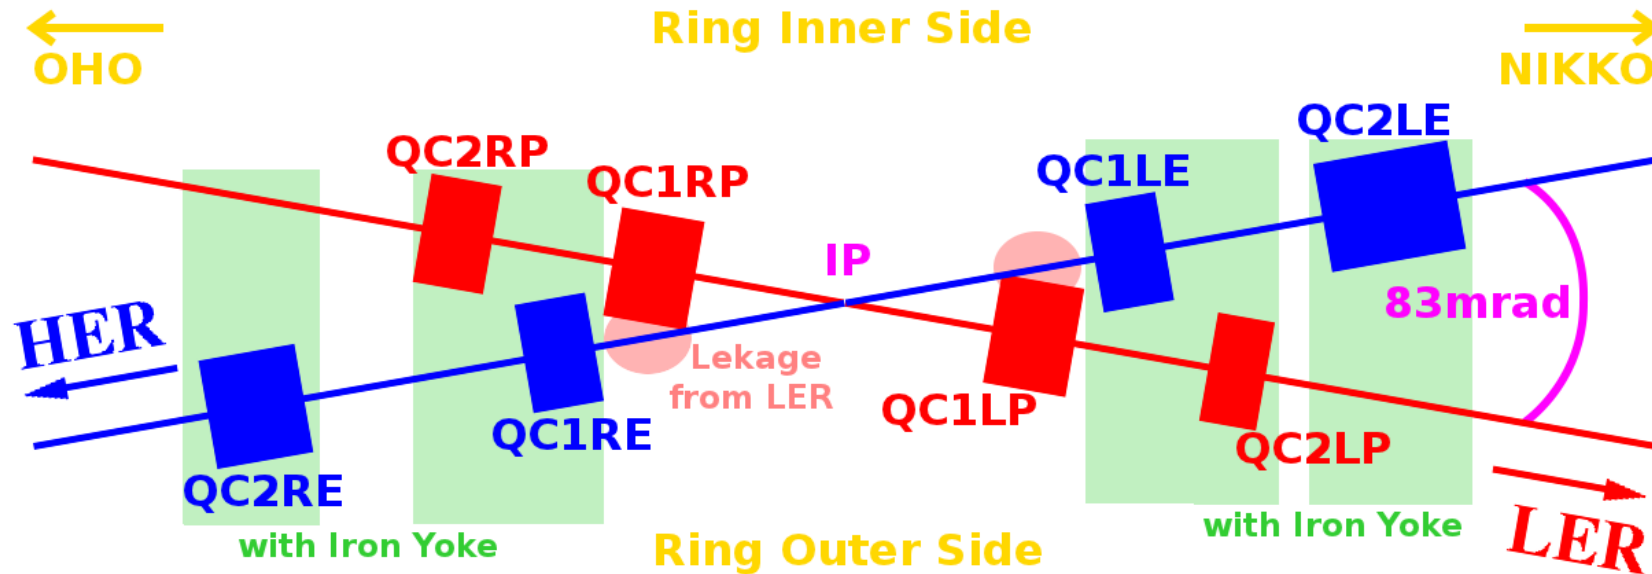 Ring Inner Side
OHO
NIKKO
QC2LE
QC2RP
QC1RP
QC1LE
IP
83mrad
HER
Lekage
from LER
QC1LP
QC1RE
QC2LP
QC2RE
with Iron Yoke
with Iron Yoke
Ring Outer Side
LER